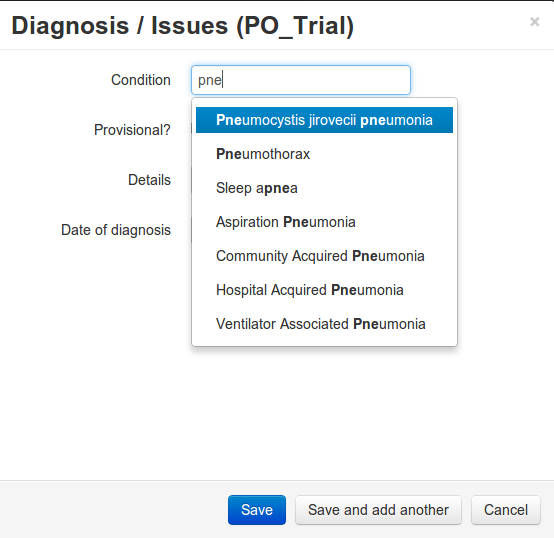 Diagnosis / Issues (PO_Trial)
×
Condition
pne
Pneumocystis jirovecii pneumonia
Provisional?
Pneumothorax
Details
Sleep apnea
Aspiration Pneumonia
Date of diagnosis
Community Acquired Pneumonia
Hospital Acquired Pneumonia
Ventilator Associated Pneumonia
Save
Save and add another
Cancel